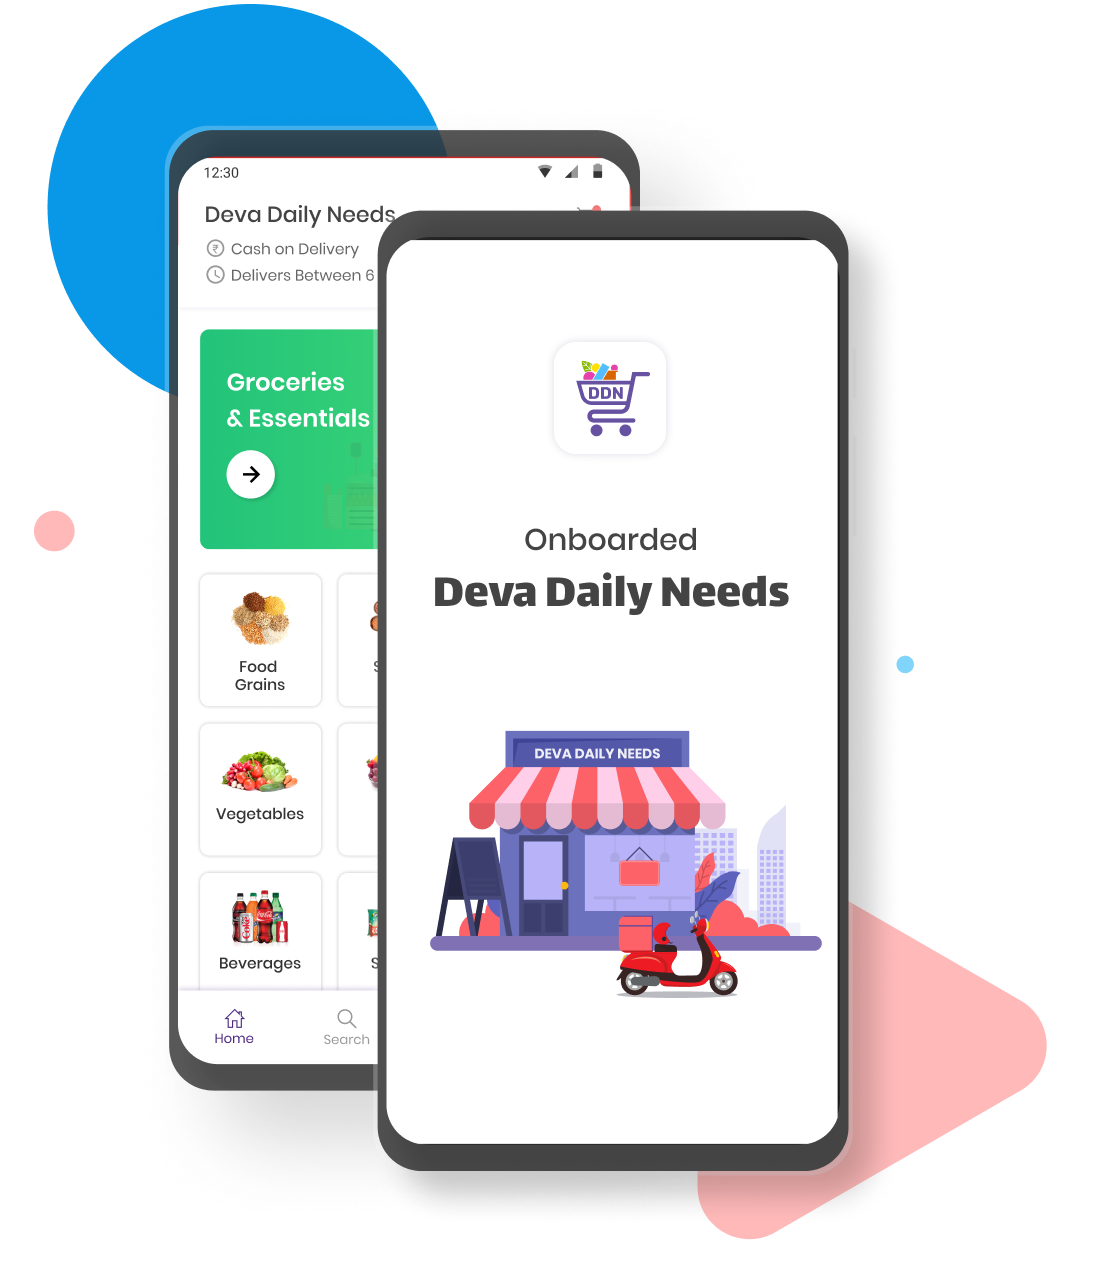 12:30
Deva Daily Needs
Cash on Delivery
Delivers Between 6
Groceries
& Essentials
Food
Grains
Vegetables
Beverages
Home
Search
DDN
Onboarded
Deva Daily Needs
DEVA DAILY NEEDS